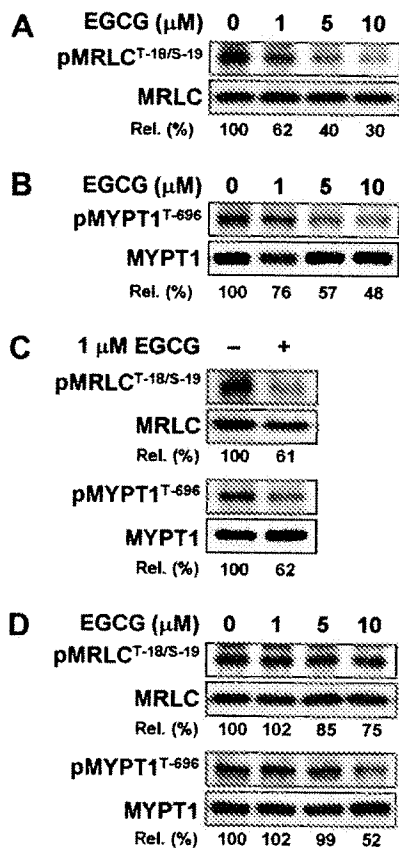 A EGCG (μM) 0 1 5 10
pMRLC T-18/S-19
MRLC
Rel. (%) 100 62 40 30
B EGCG (μM) 0 1 5 10
pMYPT1 T-696
MYPT1
Rel. (%) 100 76 57 48
C 1 μM EGCG – +
pMRLC T-18/S-19
MRLC
Rel. (%) 100 61
pMYPT1 T-696
MYPT1
Rel. (%) 100 62
D EGCG (μM) 0 1 5 10
pMRLC T-18/S-19
MRLC
Rel. (%) 100 102 85 75
pMYPT1 T-696
MYPT1
Rel. (%) 100 102 99 52